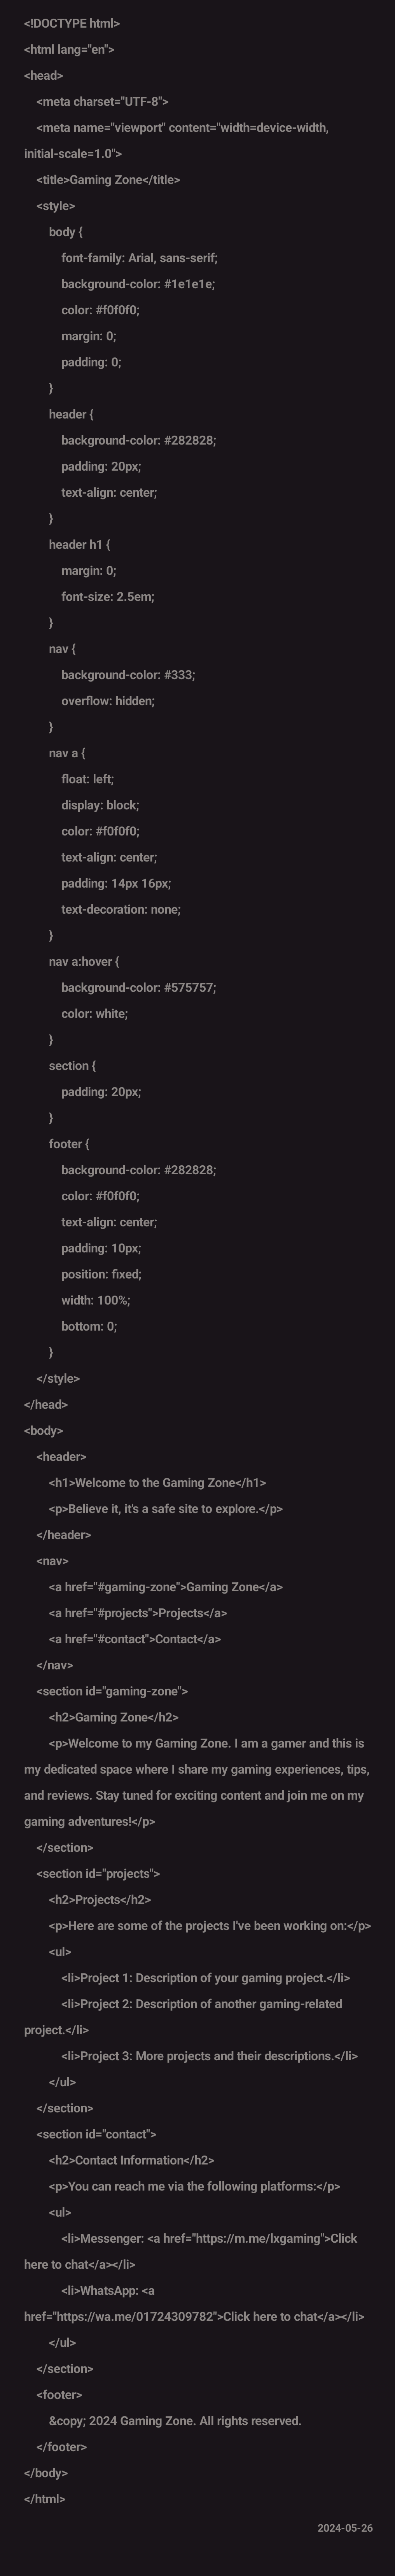 <!DOCTYPE html>
<html lang="en">
<head>
    <meta charset="UTF-8">
    <meta name="viewport" content="width=device-width,
initial-scale=1.0">
    <title>Gaming Zone</title>
    <style>
        body {
            font-family: Arial, sans-serif;
            background-color: #1e1e1e;
            color: #f0f0f0;
            margin: 0;
            padding: 0;
        }
        header {
            background-color: #282828;
            padding: 20px;
            text-align: center;
        }
        header h1 {
            margin: 0;
            font-size: 2.5em;
        }
        nav {
            background-color: #333;
            overflow: hidden;
        }
        nav a {
            float: left;
            display: block;
            color: #f0f0f0;
            text-align: center;
            padding: 14px 16px;
            text-decoration: none;
        }
        nav a:hover {
            background-color: #575757;
            color: white;
        }
        section {
            padding: 20px;
        }
        footer {
            background-color: #282828;
            color: #f0f0f0;
            text-align: center;
            padding: 10px;
            position: fixed;
            width: 100%;
            bottom: 0;
        }
    </style>
</head>
<body>
    <header>
        <h1>Welcome to the Gaming Zone</h1>
        <p>Believe it, it's a safe site to explore.</p>
    </header>
    <nav>
        <a href="#gaming-zone">Gaming Zone</a>
        <a href="#projects">Projects</a>
        <a href="#contact">Contact</a>
    </nav>
    <section id="gaming-zone">
        <h2>Gaming Zone</h2>
        <p>Welcome to my Gaming Zone. I am a gamer and this is
my dedicated space where I share my gaming experiences, tips,
and reviews. Stay tuned for exciting content and join me on my
gaming adventures!</p>
    </section>
    <section id="projects">
        <h2>Projects</h2>
        <p>Here are some of the projects I've been working on:</p>
        <ul>
            <li>Project 1: Description of your gaming project.</li>
            <li>Project 2: Description of another gaming-related
project.</li>
            <li>Project 3: More projects and their descriptions.</li>
        </ul>
    </section>
    <section id="contact">
        <h2>Contact Information</h2>
        <p>You can reach me via the following platforms:</p>
        <ul>
            <li>Messenger: <a href="https://m.me/lxgaming">Click
here to chat</a></li>
            <li>WhatsApp: <a
href="https://wa.me/01724309782">Click here to chat</a></li>
        </ul>
    </section>
    <footer>
        &copy; 2024 Gaming Zone. All rights reserved.
    </footer>
</body>
</html>
2024-05-26